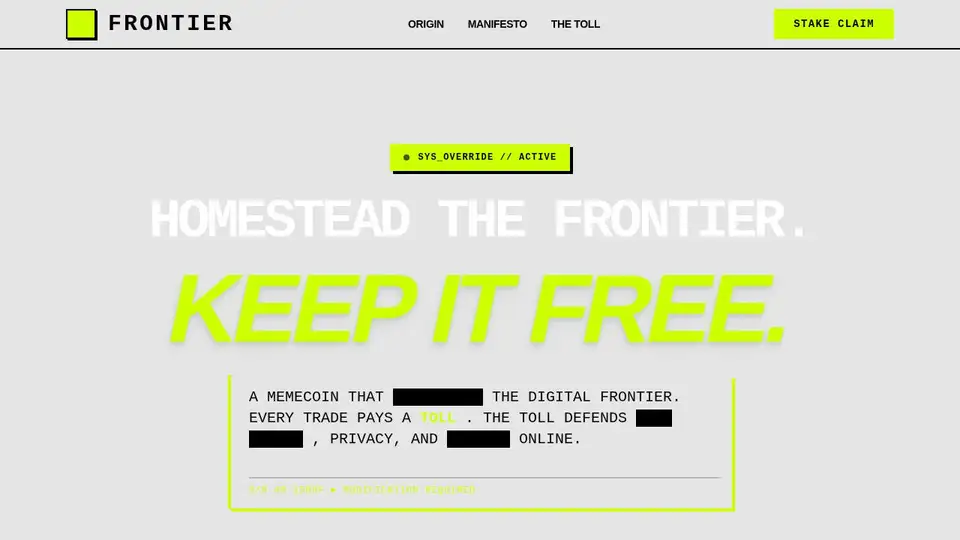 FRONTIER
ORIGIN MANIFESTO THE TOLL
STAKE CLAIM
SYS_OVERRIDE // ACTIVE
HOMESTEAD THE FRONTIER.
KEEP IT FREE.
A MEMECOIN THAT THE DIGITAL FRONTIER.
EVERY TRADE PAYS A TOLL . THE TOLL DEFENDS
, PRIVACY, AND ONLINE.